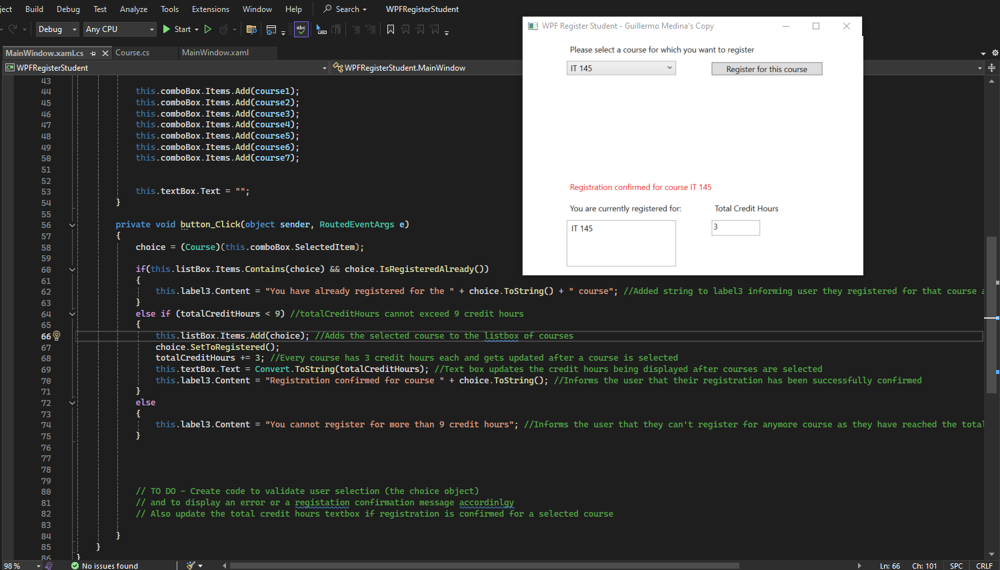 ject Build Debug Test Analyze Tools Extensions Window Help Search WPFRegisterStudent
Debug Any CPU Start abc
MainWindow.xaml.cs Course.cs MainWindow.xaml
C# WPFRegisterStudent WPFRegisterStudent.MainWindow
43
44 this.comboBox.Items.Add(course1);
45 this.comboBox.Items.Add(course2);
46 this.comboBox.Items.Add(course3);
47 this.comboBox.Items.Add(course4);
48 this.comboBox.Items.Add(course5);
49 this.comboBox.Items.Add(course6);
50 this.comboBox.Items.Add(course7);
51
52
53 this.textBox.Text = "";
54 }
55
56 private void button_Click(object sender, RoutedEventArgs e)
57 {
58 choice = (Course)(this.comboBox.SelectedItem);
59
60 if(this.listBox.Items.Contains(choice) && choice.IsRegisteredAlready())
61 {
62 this.label3.Content = "You have already registered for the " + choice.ToString() + " course"; //Added string to label3 informing user they registered for that course a
63 }
64 else if (totalCreditHours < 9) //totalCreditHours cannot exceed 9 credit hours
65 {
66 this.listBox.Items.Add(choice); //Adds the selected course to the listbox of courses
67 choice.SetToRegistered();
68 totalCreditHours += 3; //Every course has 3 credit hours each and gets updated after a course is selected
69 this.textBox.Text = Convert.ToString(totalCreditHours); //Text box updates the credit hours being displayed after courses are selected
70 this.label3.Content = "Registration confirmed for course " + choice.ToString(); //Informs the user that their registration has been successfully confirmed
71 }
72 else
73 {
74 this.label3.Content = "You cannot register for more than 9 credit hours"; //Informs the user that they can't register for anymore course as they have reached the total
75 }
76
77
78
79
80 // TO DO - Create code to validate user selection (the choice object)
81 // and to display an error or a registation confirmation message accordinlgy
82 // Also update the total credit hours textbox if registration is confirmed for a selected course
83
84 }
85 }
86 }
98 % No issues found Ln: 66 Ch: 101 SPC CRLF
WPF Register Student - Guillermo Medina's Copy
Please select a course for which you want to register
IT 145 Register for this course
Registration confirmed for course IT 145
You are currently registered for: Total Credit Hours
IT 145 3